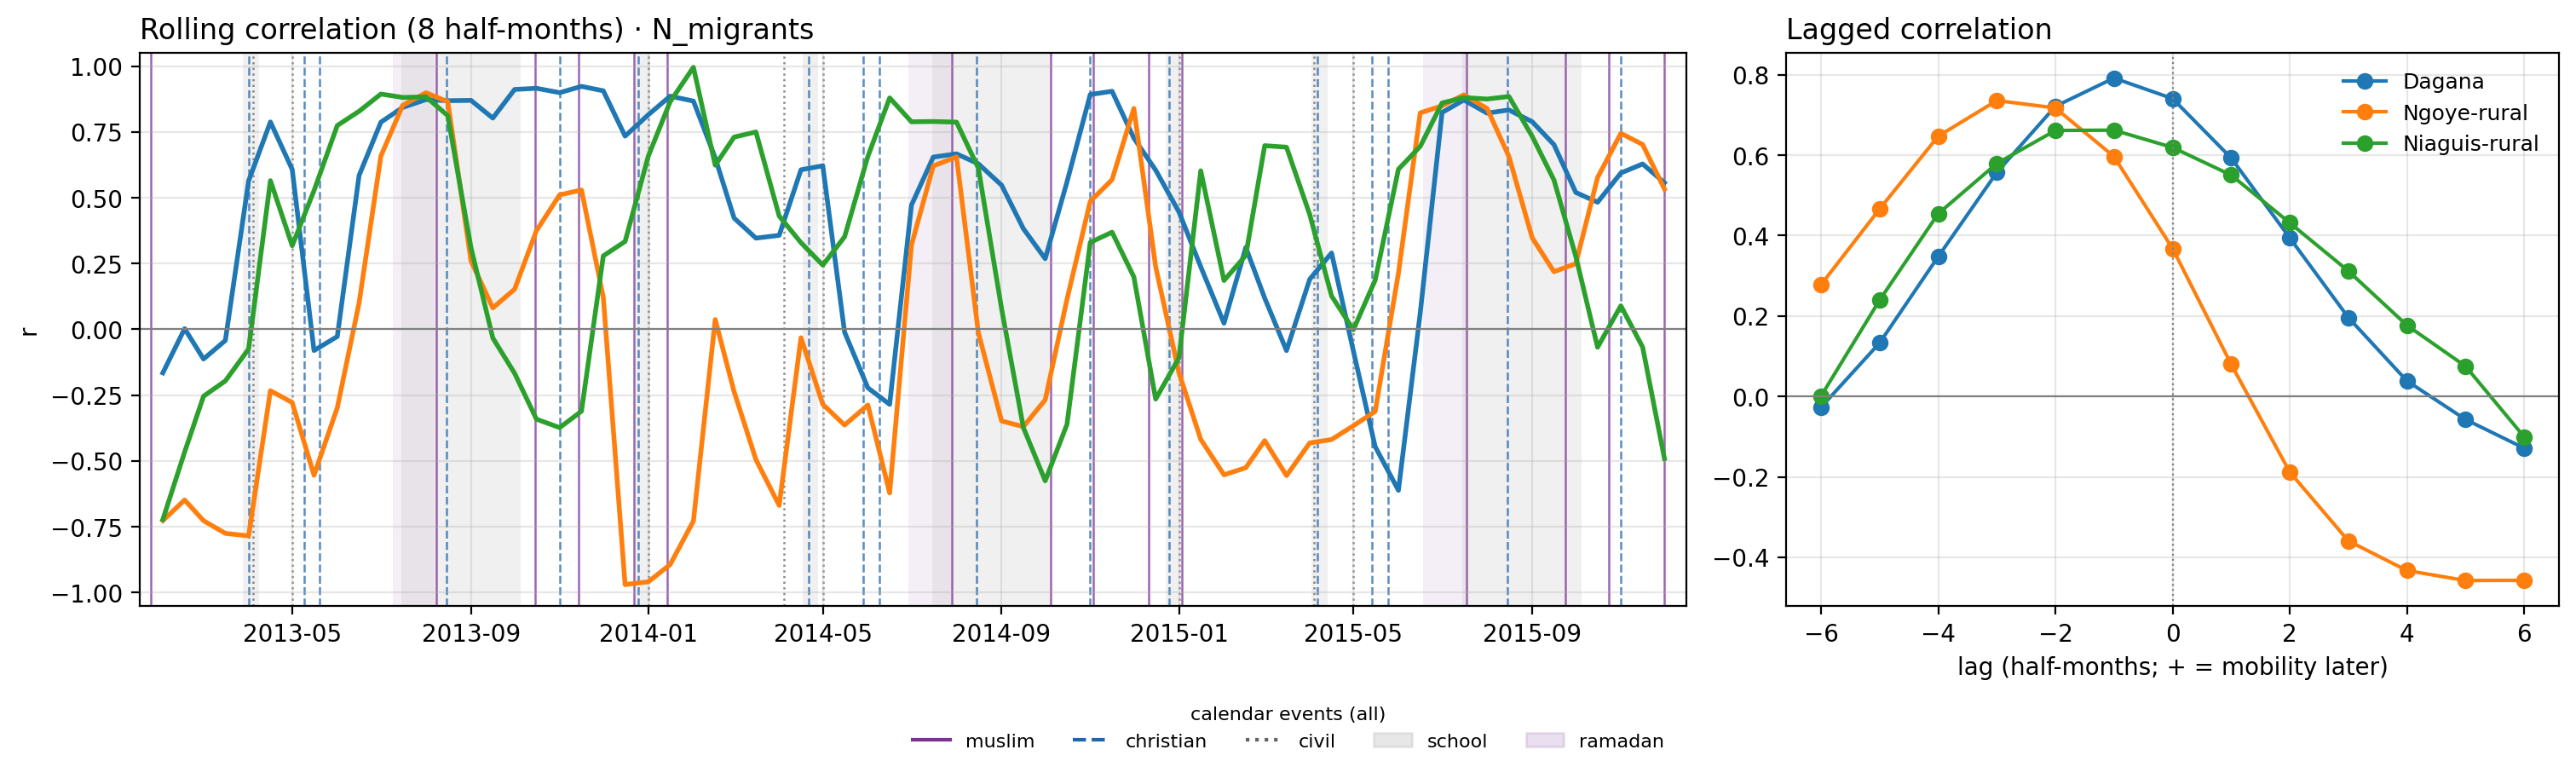 Rolling correlation (8 half-months) · N_migrants
1.00
0.75
0.50
0.25
0.00
−0.25
−0.50
−0.75
−1.00
r
2013-05 2013-09 2014-01 2014-05 2014-09 2015-01 2015-05 2015-09
Lagged correlation
0.8
0.6
0.4
0.2
0.0
−0.2
−0.4
Dagana
Ngoye-rural
Niaguis-rural
−6 −4 −2 0 2 4 6
lag (half-months; + = mobility later)
calendar events (all)
muslim christian civil school ramadan